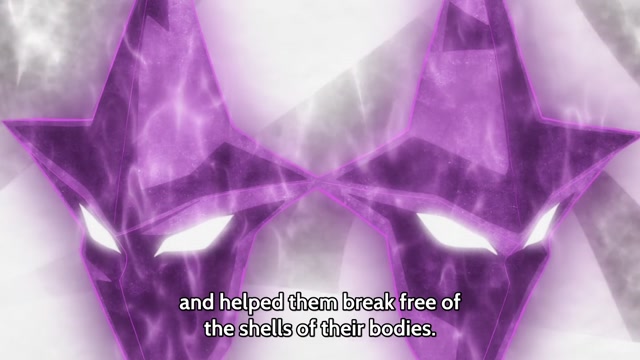 and helped them break free of
the shells of their bodies.